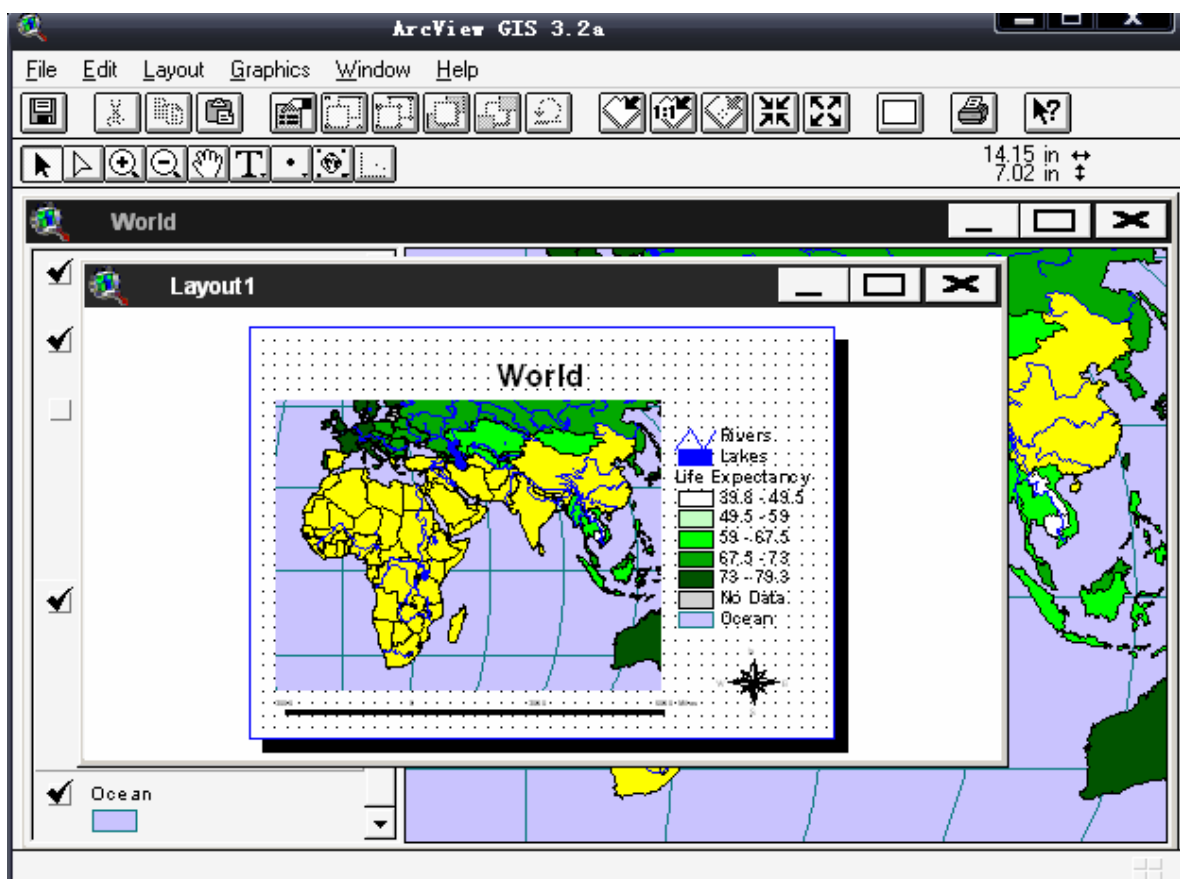 ArcView GIS 3.2a
File Edit Layout Graphics Window Help
1:1
T
14.15 in
7.02 in
World
Layout1
World
Rivers
Lakes
Life Expectancy
39.8 - 49.5
49.5 - 59
59 - 67.5
67.5 - 73
73 - 79.3
No Data
Ocean
Ocean